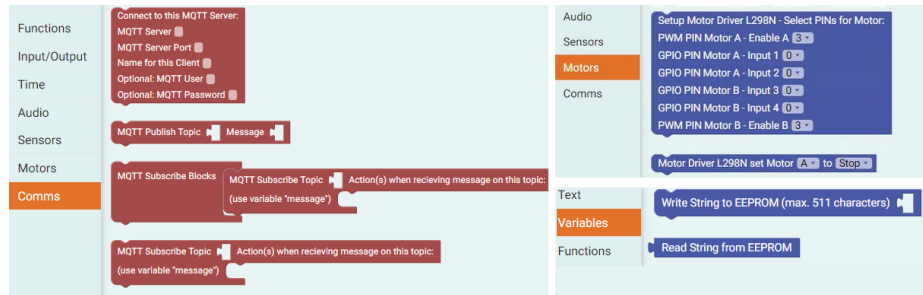 Functions
Input/Output
Time
Audio
Sensors
Motors
Comms
Connect to this MQTT Server:
MQTT Server
MQTT Server Port
Name for this Client
Optional: MQTT User
Optional: MQTT Password
MQTT Publish Topic Message
MQTT Subscribe Blocks
MQTT Subscribe Topic Action(s) when recieving message on this topic:
(use variable "message")
MQTT Subscribe Topic Action(s) when recieving message on this topic:
(use variable "message")
Audio
Sensors
Motors
Comms
Setup Motor Driver L298N - Select PINs for Motor:
PWM PIN Motor A - Enable A 3
GPIO PIN Motor A - Input 1 0
GPIO PIN Motor A - Input 2 0
GPIO PIN Motor B - Input 3 0
GPIO PIN Motor B - Input 4 0
PWM PIN Motor B - Enable B 3
Motor Driver L298N set Motor A to Stop
Text
Variables
Functions
Write String to EEPROM (max. 511 characters)
Read String from EEPROM